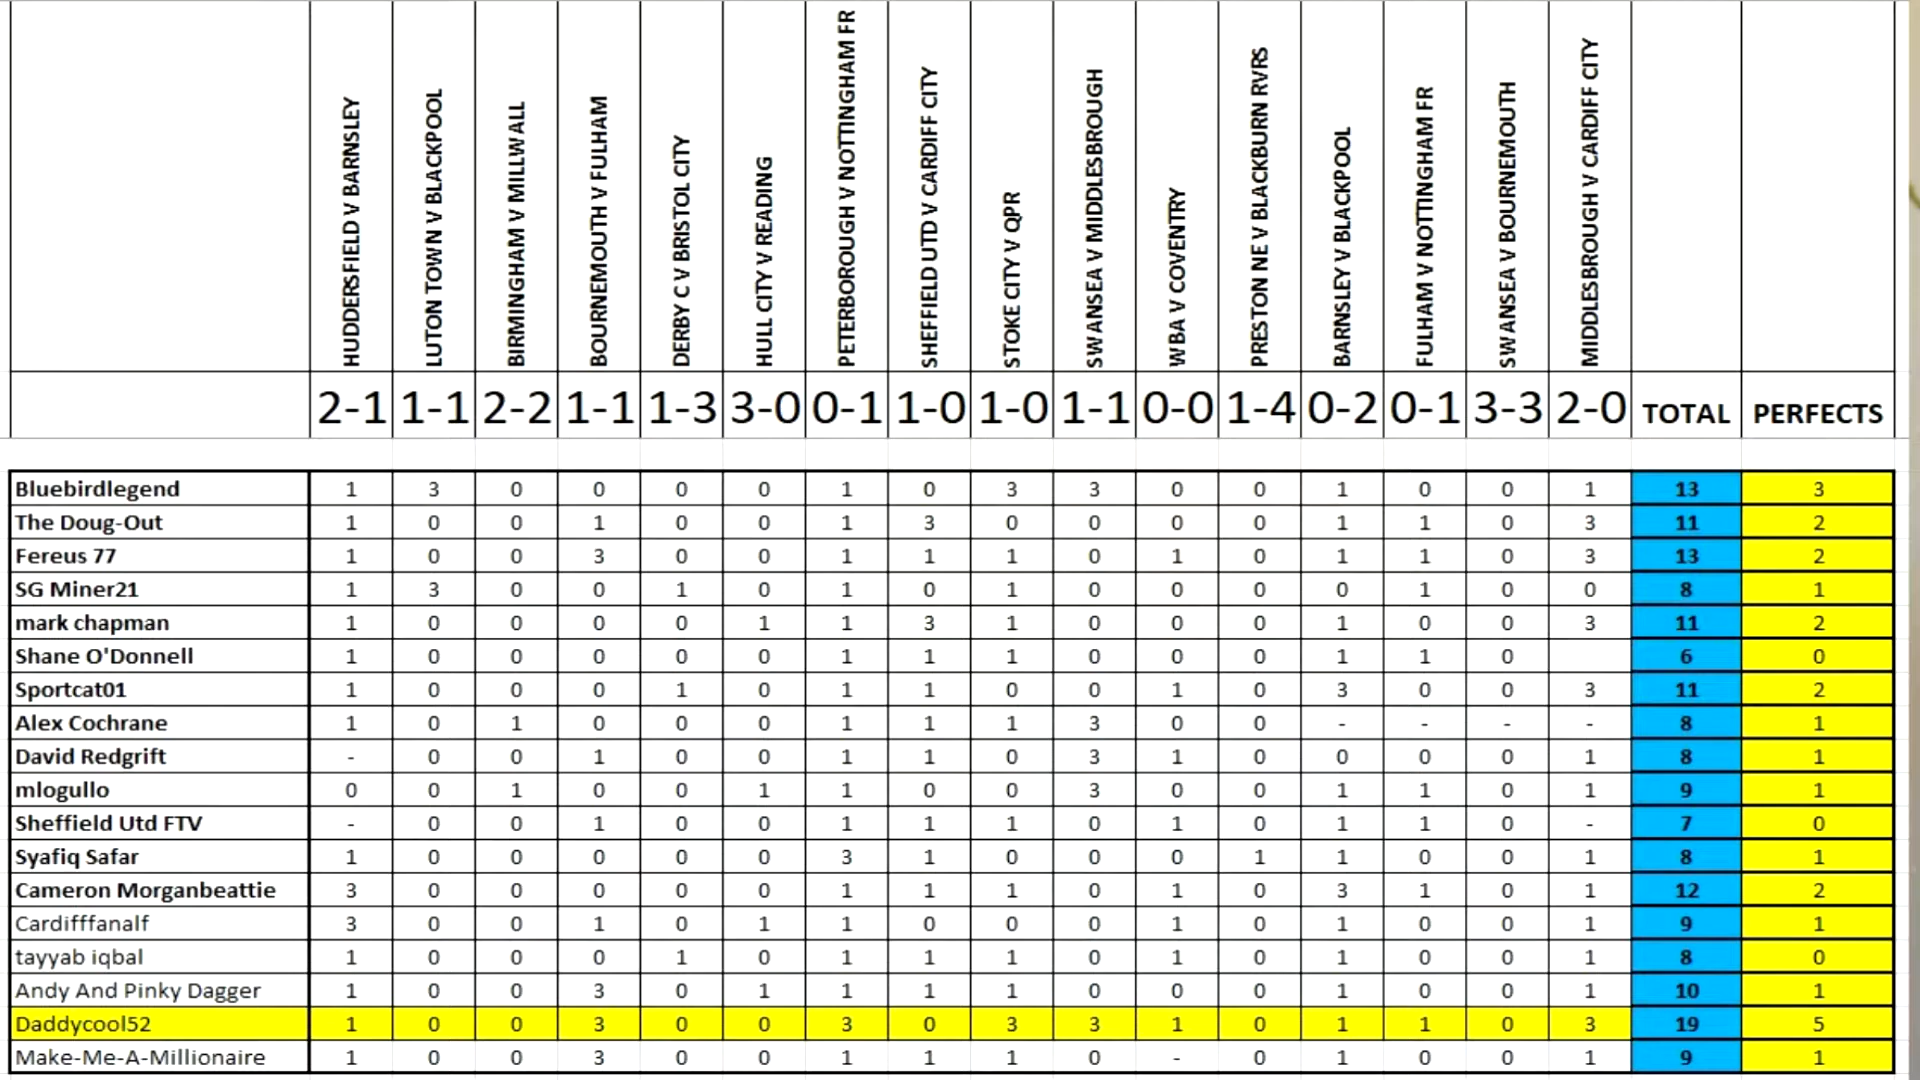 HUDDERSFIELD V BARNSLEY
LUTON TOWN V BLACKPOOL
BIRMINGHAM V MILLWALL
BOURNEMOUTH V FULHAM
DERBY C V BRISTOL CITY
HULL CITY V READING
PETERBOROUGH V NOTTINGHAM FR
SHEFFIELD UTD V CARDIFF CITY
STOKE CITY V QPR
SWANSEA V MIDDLESBROUGH
WBA V COVENTRY
PRESTON NE V BLACKBURN RVRS
BARNSLEY V BLACKPOOL
FULHAM V NOTTINGHAM FR
SWANSEA V BOURNEMOUTH
MIDDLESBROUGH V CARDIFF CITY
2-1 1-1 2-2 1-1 1-3 3-0 0-1 1-0 1-0 1-1 0-0 1-4 0-2 0-1 3-3 2-0 TOTAL PERFECTS
Bluebirdlegend 1 3 0 0 0 0 1 0 3 3 0 0 1 0 0 1 13 3
The Doug-Out 1 0 0 1 0 0 1 3 0 0 0 0 1 1 0 3 11 2
Fereus 77 1 0 0 3 0 0 1 1 1 0 1 0 1 1 0 3 13 2
SG Miner21 1 3 0 0 1 0 1 0 1 0 0 0 0 1 0 0 8 1
mark chapman 1 0 0 0 0 1 1 3 1 0 0 0 1 0 0 3 11 2
Shane O'Donnell 1 0 0 0 0 0 1 1 1 0 0 0 1 1 0 6 0
Sportcat01 1 0 0 0 1 0 1 1 0 0 1 0 3 0 0 3 11 2
Alex Cochrane 1 0 1 0 0 0 1 1 1 3 0 0 - - - - 8 1
David Redgrift - 0 0 1 0 0 1 1 0 3 1 0 0 0 0 1 8 1
mlogullo 0 0 1 0 0 1 1 0 0 3 0 0 1 1 0 1 9 1
Sheffield Utd FTV - 0 0 1 0 0 1 1 1 0 1 0 1 1 0 - 7 0
Syafiq Safar 1 0 0 0 0 0 3 1 0 0 0 1 1 0 0 1 8 1
Cameron Morganbeattie 3 0 0 0 0 0 1 1 1 0 1 0 3 1 0 1 12 2
Cardifffanalf 3 0 0 1 0 1 1 0 0 0 1 0 1 0 0 1 9 1
tayyab iqbal 1 0 0 0 1 0 1 1 1 0 1 0 1 0 0 1 8 0
Andy And Pinky Dagger 1 0 0 3 0 1 1 1 1 0 0 0 1 0 0 1 10 1
Daddycool52 1 0 0 3 0 0 3 0 3 3 1 0 1 1 0 3 19 5
Make-Me-A-Millionaire 1 0 0 3 0 0 1 1 1 0 - 0 1 0 0 1 9 1